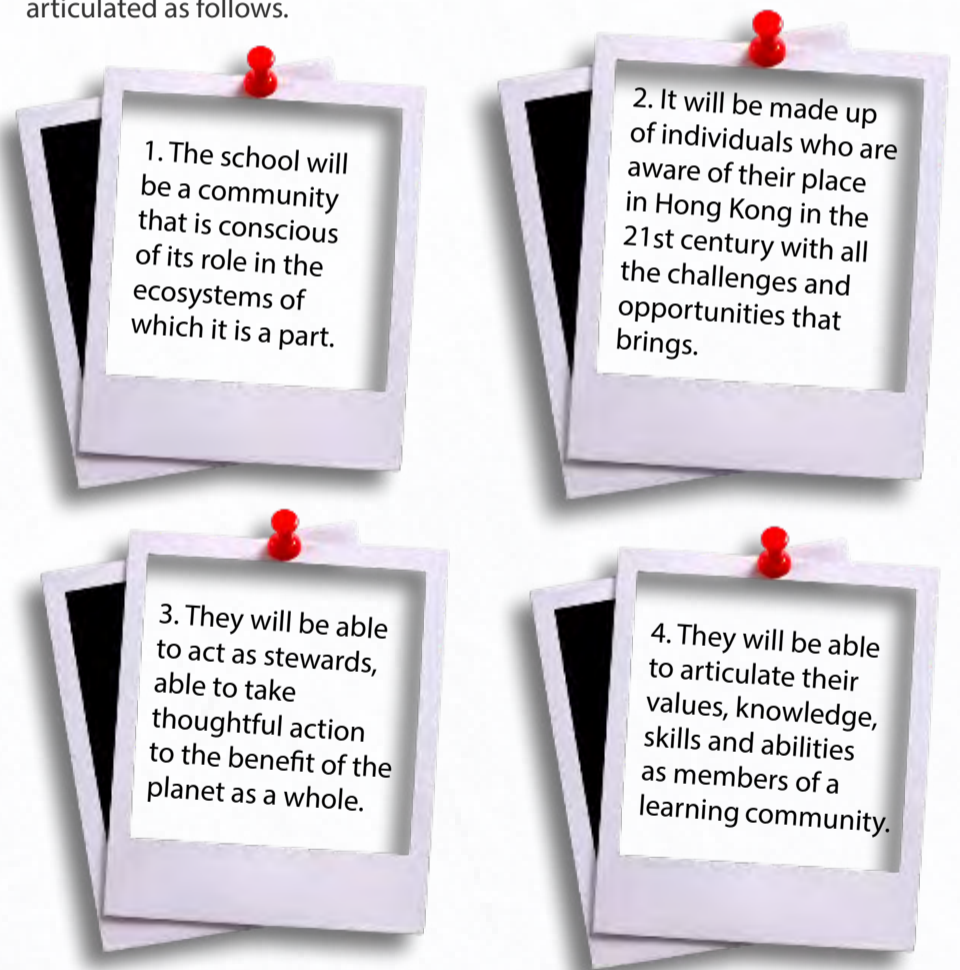 articulated as follows.
1. The school will
be a community
that is conscious
of its role in the
ecosystems of
which it is a part.
2. It will be made up
of individuals who are
aware of their place
in Hong Kong in the
21st century with all
the challenges and
opportunities that
brings.
3. They will be able
to act as stewards,
able to take
thoughtful action
to the benefit of the
planet as a whole.
4. They will be able
to articulate their
values, knowledge,
skills and abilities
as members of a
learning community.